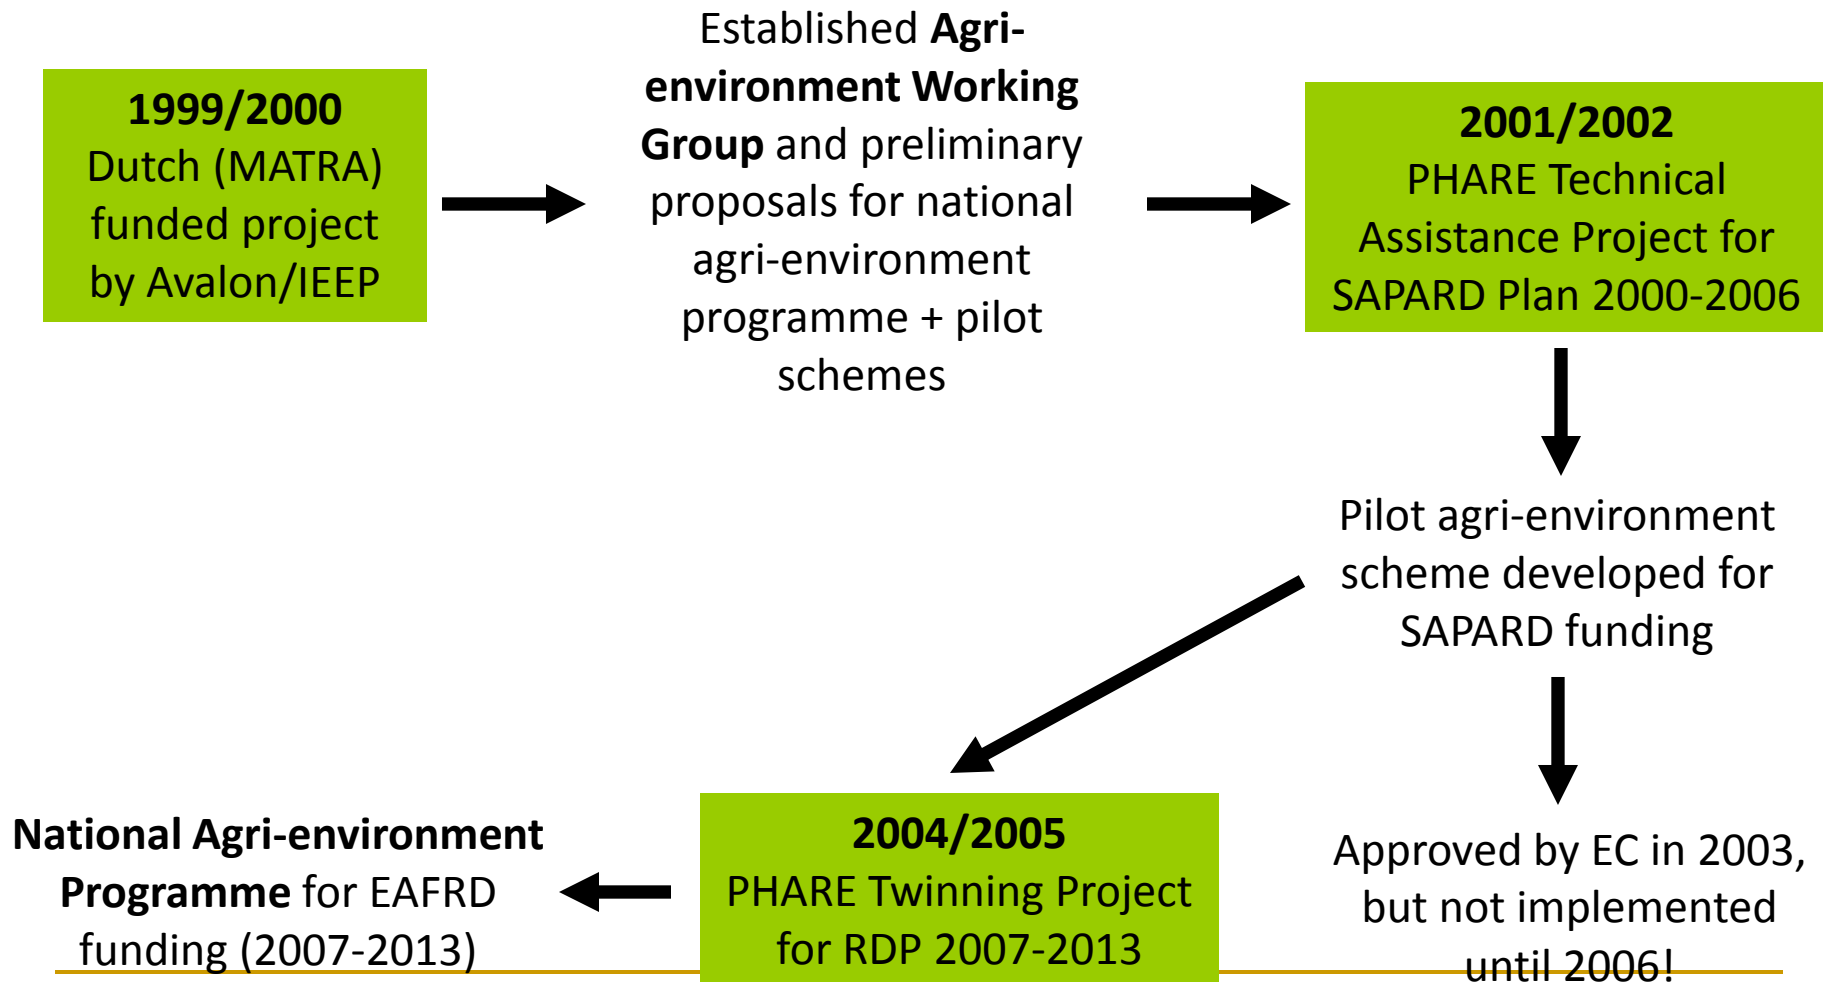 1999/2000
Dutch (MATRA)
funded project
by Avalon/IEEP
Established Agri-
environment Working
Group and preliminary
proposals for national
agri-environment
programme + pilot
schemes
2001/2002
PHARE Technical
Assistance Project for
SAPARD Plan 2000-2006
Pilot agri-environment
scheme developed for
SAPARD funding
Approved by EC in 2003,
but not implemented
until 2006!
2004/2005
PHARE Twinning Project
for RDP 2007-2013
National Agri-environment
Programme for EAFRD
funding (2007-2013)